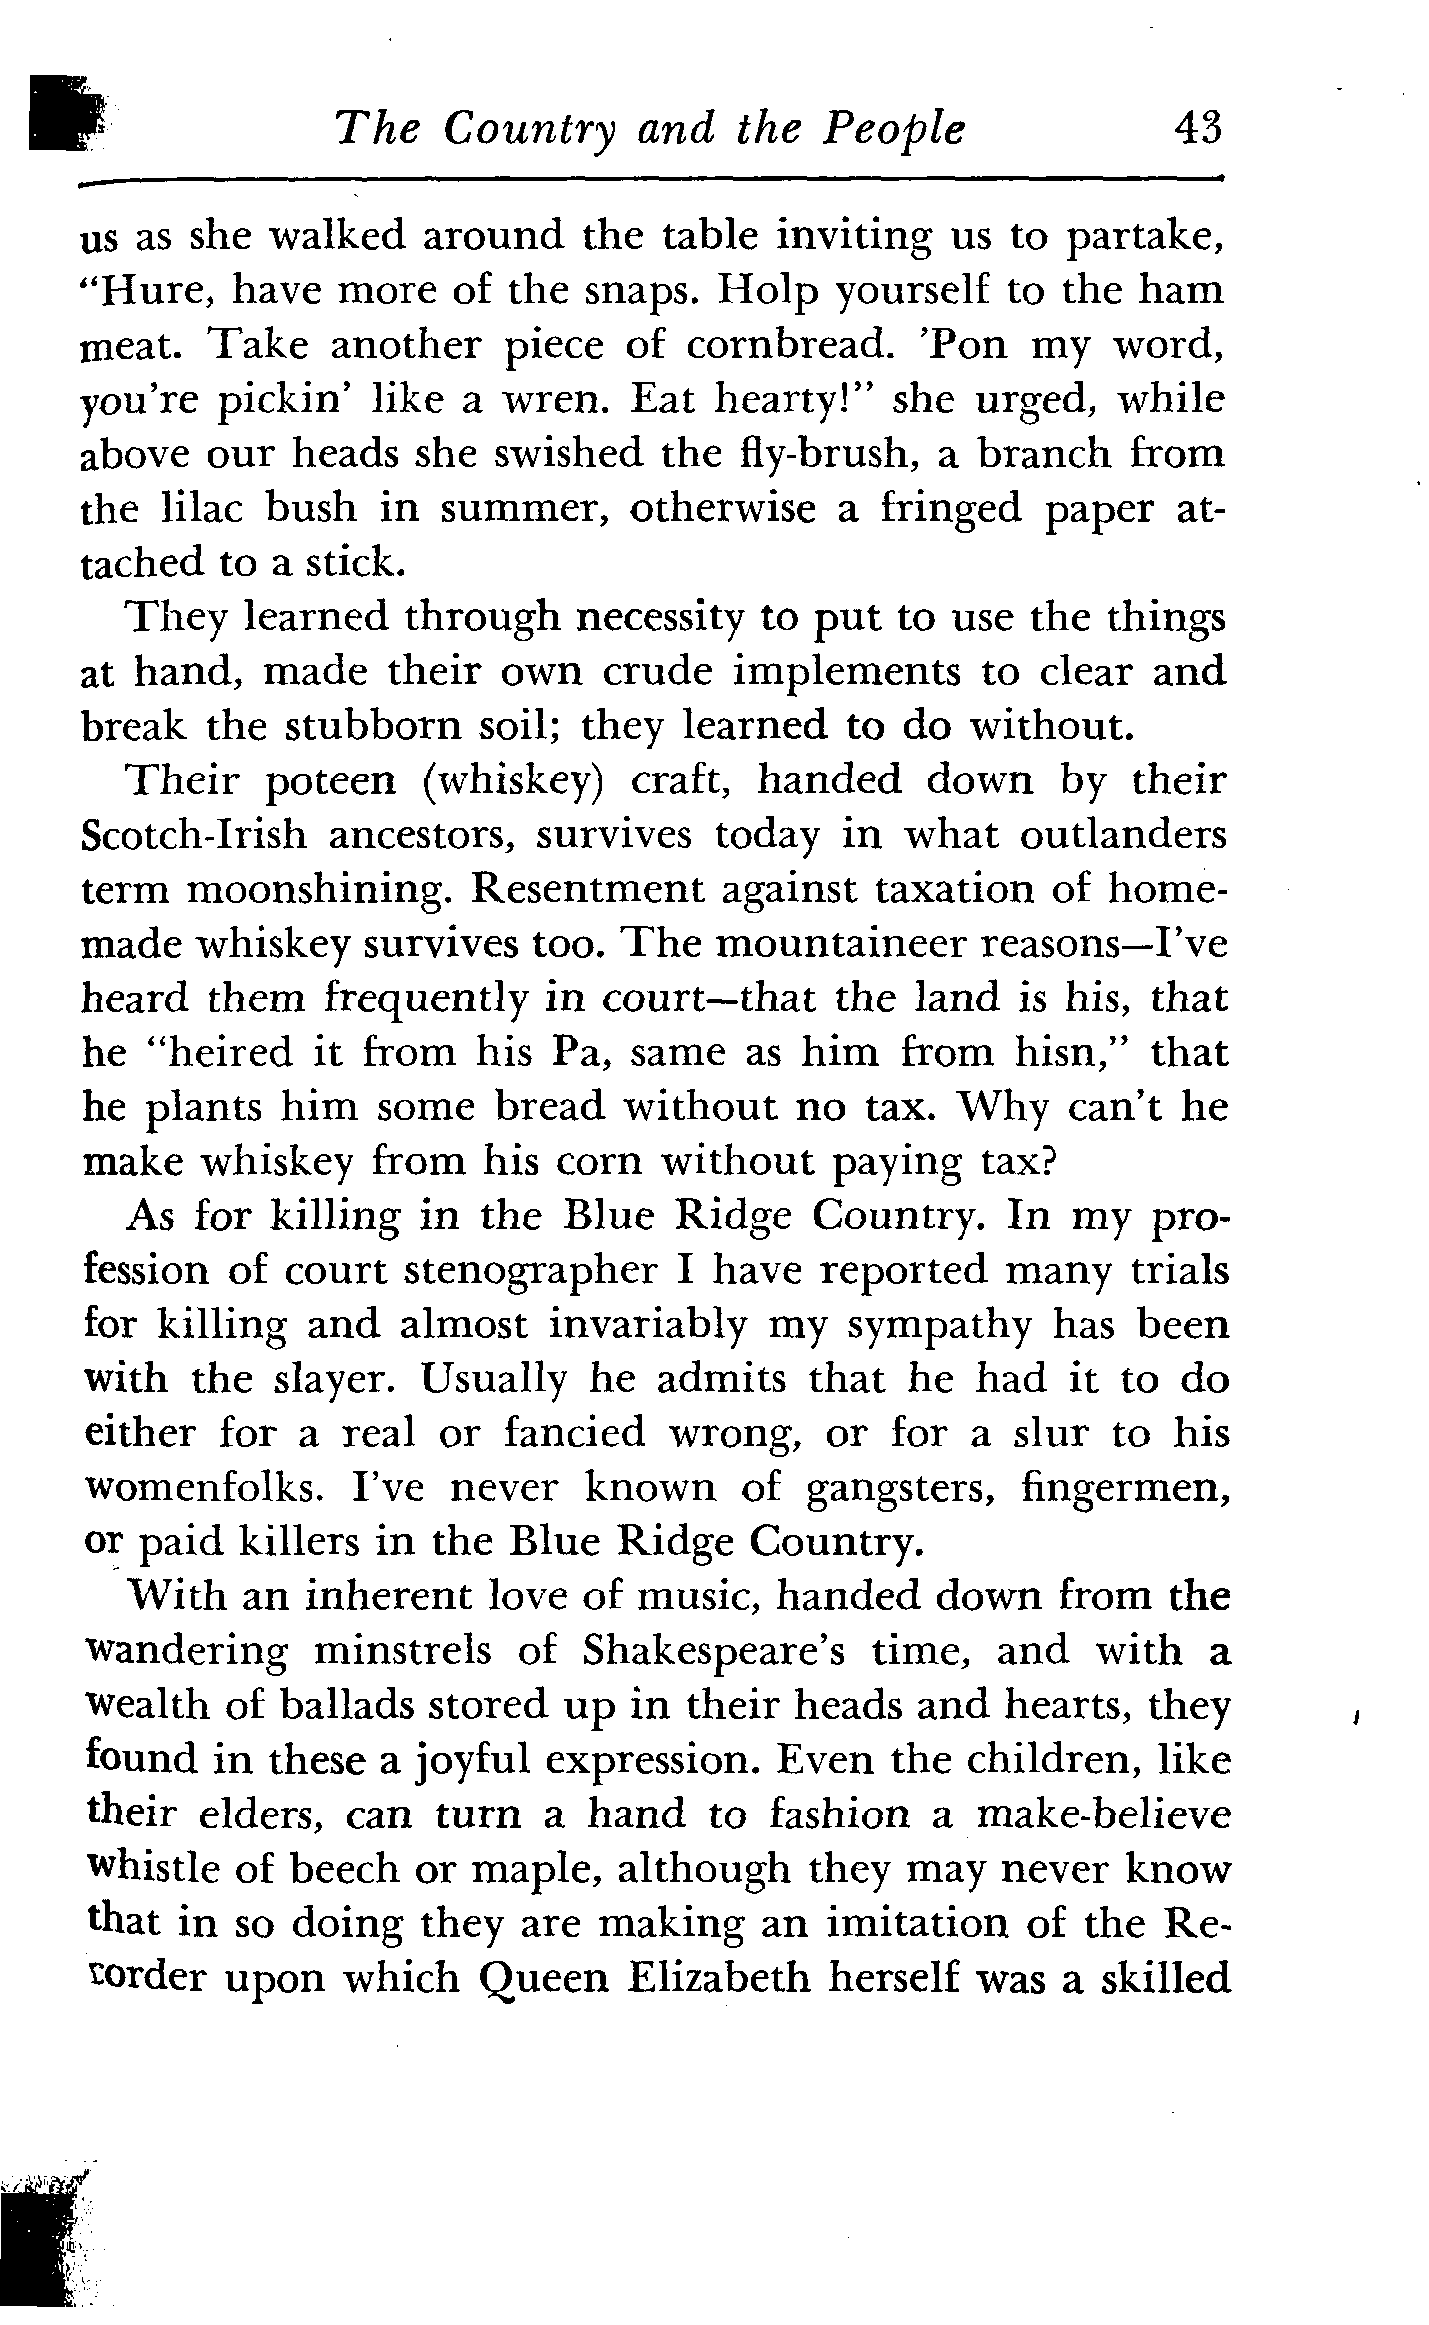 The Country and the People 43
us as she walked around the table inviting us to partake,
"Hure, have more of the snaps. Holp yourself to the ham
meat. Take another piece of cornbread. 'Pon my word,
you're pickin' like a wren. Eat hearty!" she urged, while
above our heads she swished the fly-brush, a branch from
the lilac bush in summer, otherwise a fringed paper at-
tached to a stick.
They learned through necessity to put to use the things
at hand, made their own crude implements to clear and
break the stubborn soil; they learned to do without.
Their poteen (whiskey) craft, handed down by their
Scotch-Irish ancestors, survives today in what outlanders
term moonshining. Resentment against taxation of home-
made whiskey survives too. The mountaineer reasons—I've
heard them frequently in court—that the land is his, that
he "heired it from his Pa, same as him from hisn," that
he plants him some bread without no tax. Why can't he
make whiskey from his corn without paying tax?
As for killing in the Blue Ridge Country. In my pro-
fession of court stenographer I have reported many trials
for killing and almost invariably my sympathy has been
with the slayer. Usually he admits that he had it to do
either for a real or fancied wrong, or for a slur to his
womenfolks. I've never known of gangsters, fingermen,
or paid killers in the Blue Ridge Country.
With an inherent love of music, handed down from the
wandering minstrels of Shakespeare's time, and with a
wealth of ballads stored up in their heads and hearts, they
found in these a joyful expression. Even the children, like
their elders, can turn a hand to fashion a make-believe
whistle of beech or maple, although they may never know
that in so doing they are making an imitation of the Re-
corder upon which Queen Elizabeth herself was a skilled